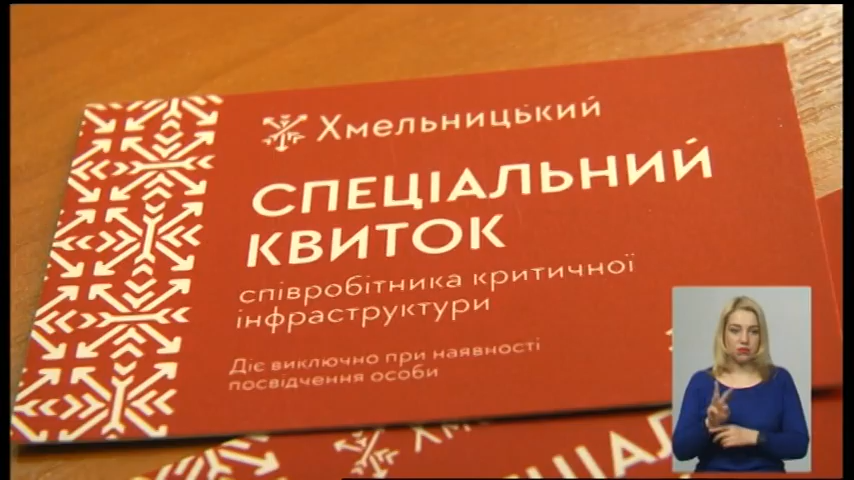 Хмельницький
СПЕЦІАЛЬНИЙ
КВИТОК
співробітника критичної
інфраструктури
Діє виключно при наявності
посвідчення особи